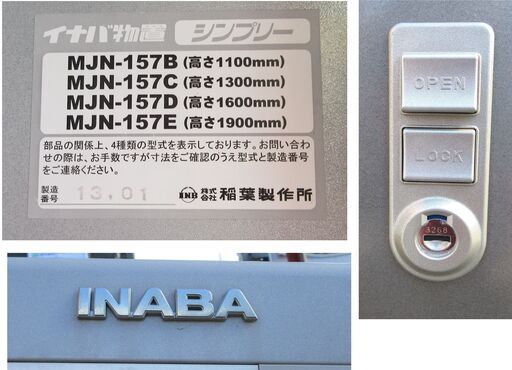 イナバ物置 シンプリー
MJN-157B (高さ1100mm)
MJN-157C (高さ1300mm)
MJN-157D (高さ1600mm)
MJN-157E (高さ1900mm)
部品の関係上、4種類の型式を表示しております。お問い合わ
せの際は、お手数ですが寸法をご確認のうえ型式と製造番号
をご連絡ください。
製造番号 13.01 INB 株式会社 稲葉製作所
OPEN
LOCK
3268
INABA